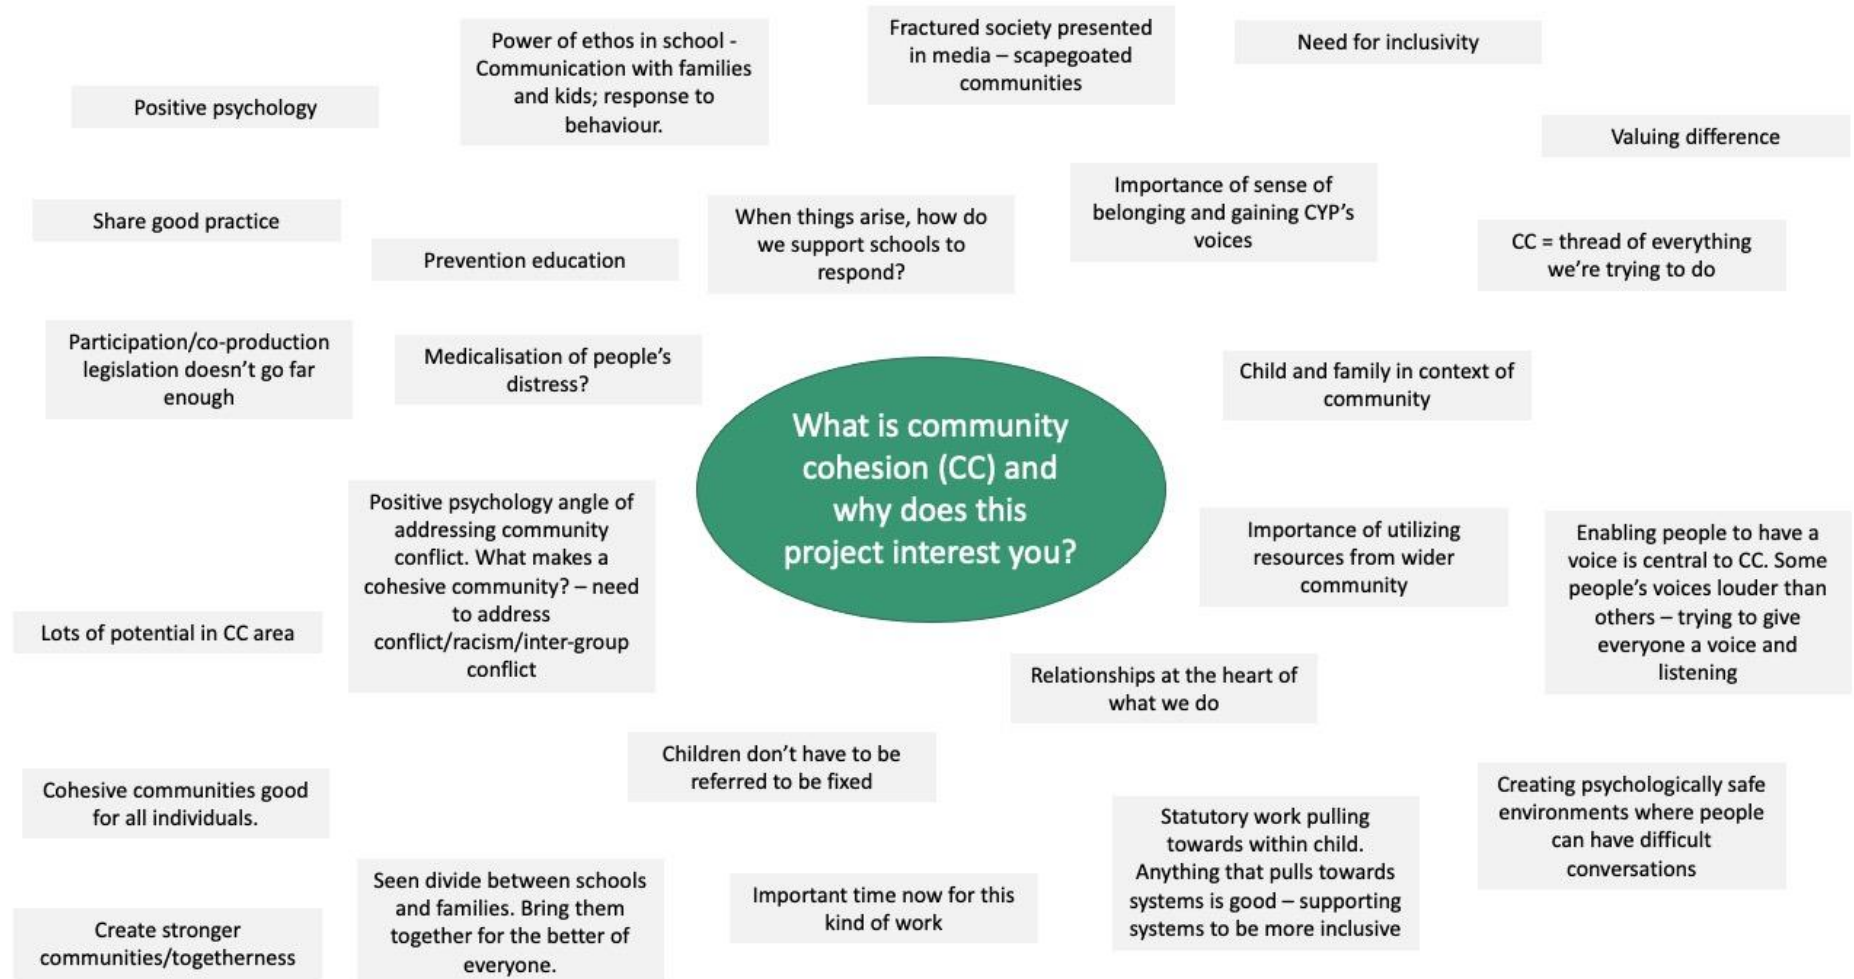 Power of ethos in school -
Communication with families
and kids; response to
behaviour.
Fractured society presented
in media – scapegoated
communities
Need for inclusivity
Positive psychology
Valuing difference
Share good practice
Prevention education
When things arise, how do
we support schools to
respond?
Importance of sense of
belonging and gaining CYP’s
voices
CC = thread of everything
we’re trying to do
Participation/co-production
legislation doesn’t go far
enough
Medicalisation of people’s
distress?
What is community
cohesion (CC) and
why does this
project interest you?
Child and family in context of
community
Positive psychology angle of
addressing community
conflict. What makes a
cohesive community? – need
to address
conflict/racism/inter-group
conflict
Importance of utilizing
resources from wider
community
Enabling people to have a
voice is central to CC. Some
people’s voices louder than
others – trying to give
everyone a voice and
listening
Lots of potential in CC area
Relationships at the heart of
what we do
Children don’t have to be
referred to be fixed
Cohesive communities good
for all individuals.
Statutory work pulling
towards within child.
Anything that pulls towards
systems is good – supporting
systems to be more inclusive
Creating psychologically safe
environments where people
can have difficult
conversations
Create stronger
communities/togetherness
Seen divide between schools
and families. Bring them
together for the better of
everyone.
Important time now for this
kind of work